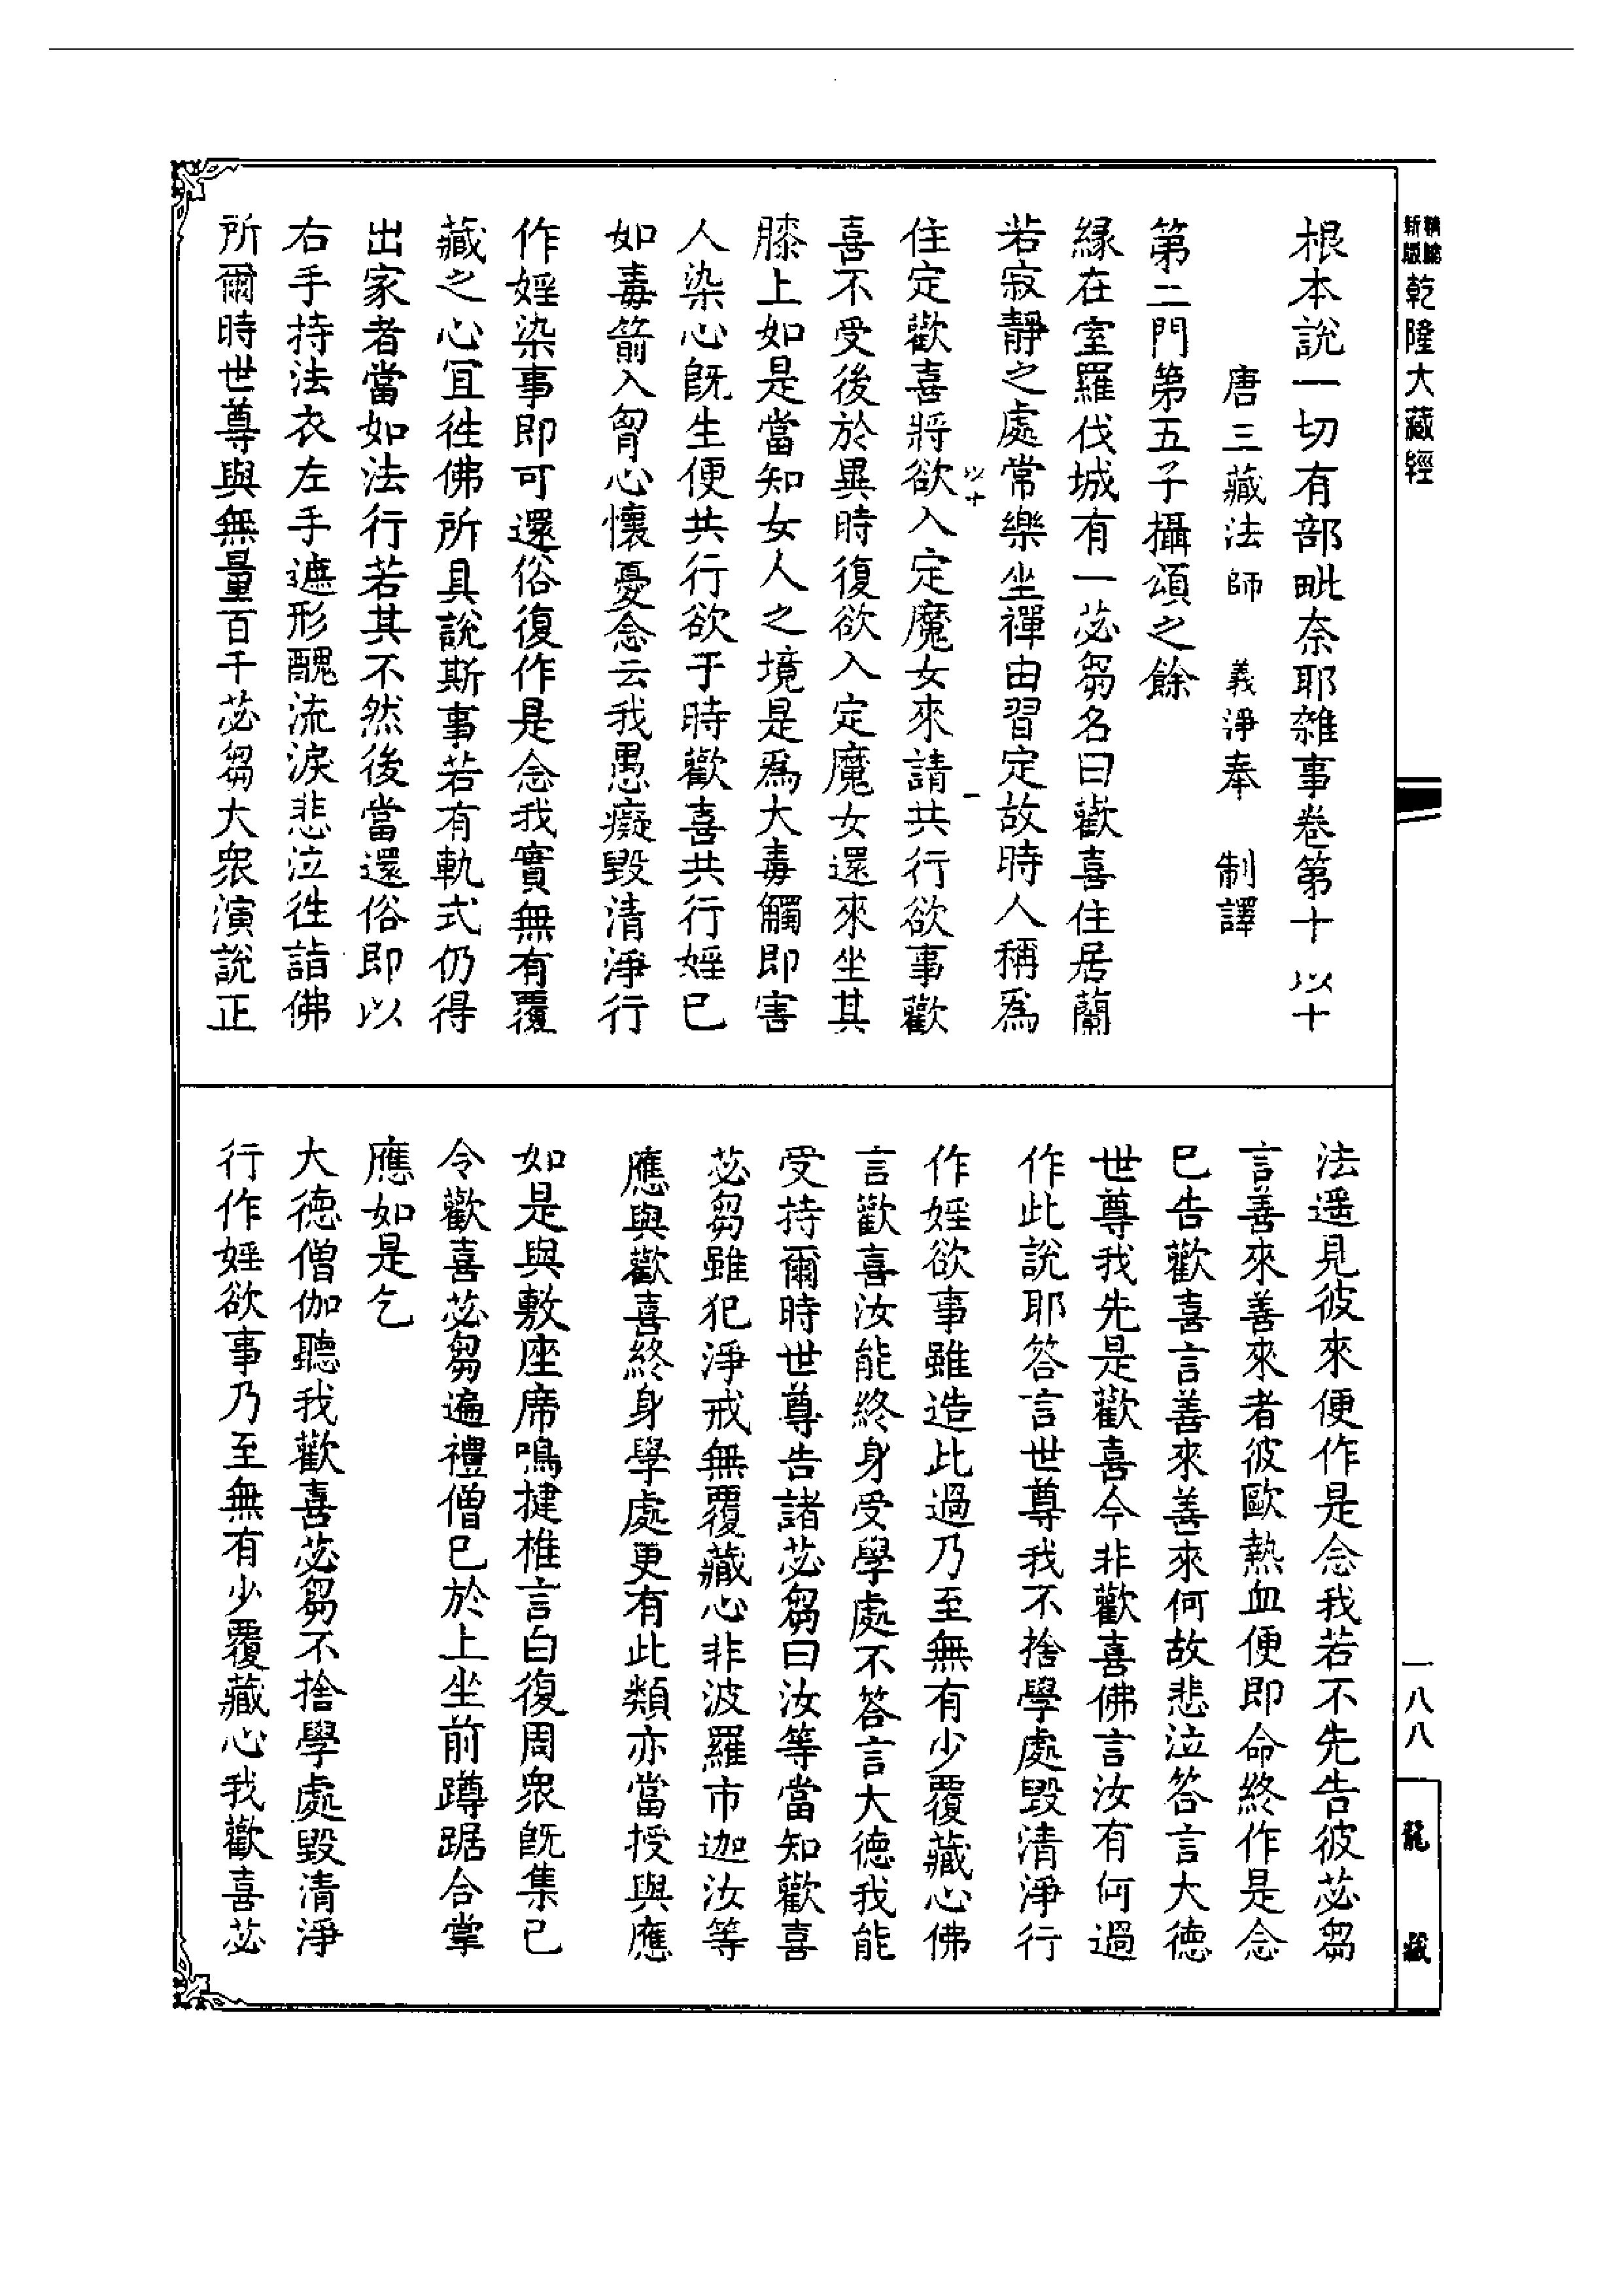 新編
縮版
乾隆大藏經
根本說一切有部毗奈耶雜事卷第十 以十
唐三藏法師 義淨奉 制譯
第二門第五子攝頌之餘
緣在室羅伐城有一苾芻名曰歡喜住居蘭
若寂靜之處常樂坐禪由習定故時人稱爲
以十 一
住定歡喜將欲入定魔女來請共行欲事歡
喜不受後於異時復欲入定魔女還來坐其
膝上如是當知女人之境是爲大毒觸即害
人染心旣生便共行欲于時歡喜共行婬已
如毒箭入胷心懷憂念云我愚癡毀清淨行
作婬染事即可還俗復作是念我實無有覆
藏之心宜徃佛所具說斯事若有軌式仍得
出家者當如法行若其不然後當還俗即以
右手持法衣左手遮形醜流淚悲泣徃詣佛
所爾時世尊與無量百千苾芻大衆演說正
法遥見彼來便作是念我若不先告彼苾芻
言善來善來者彼歐熱血便即命終作是念
已告歡喜言善來善來何故悲泣答言大德
世尊我先是歡喜今非歡喜佛言汝有何過
作此說耶答言世尊我不捨學處毀清淨行
作婬欲事雖造此過乃至無有少覆藏心佛
言歡喜汝能終身受學處不答言大德我能
受持爾時世尊告諸苾芻曰汝等當知歡喜
苾芻雖犯淨戒無覆藏心非波羅市迦汝等
應與歡喜終身學處更有此類亦當授與應
如是與敷座席鳴揵椎言白復周衆旣集已
令歡喜苾芻遍禮僧已於上坐前蹲踞合掌
應如是乞
大德僧伽聽我歡喜苾芻不捨學處毀清淨
行作婬欲事乃至無有少覆藏心我歡喜苾
一八八
龍藏